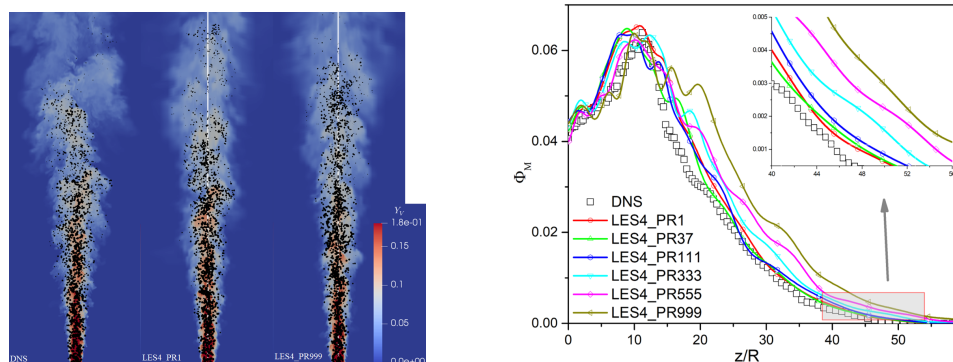 Y_V
1.8e-01
0.15
0.10
0.05
0.0e+00
DNS
LES4_PR1
LES4_PR999
Φ_M
0.06
0.04
0.02
0.00
0
10
20
30
40
50
z/R
DNS
LES4_PR1
LES4_PR37
LES4_PR111
LES4_PR333
LES4_PR555
LES4_PR999
0.005
0.004
0.003
0.002
0.001
40
44
48
52